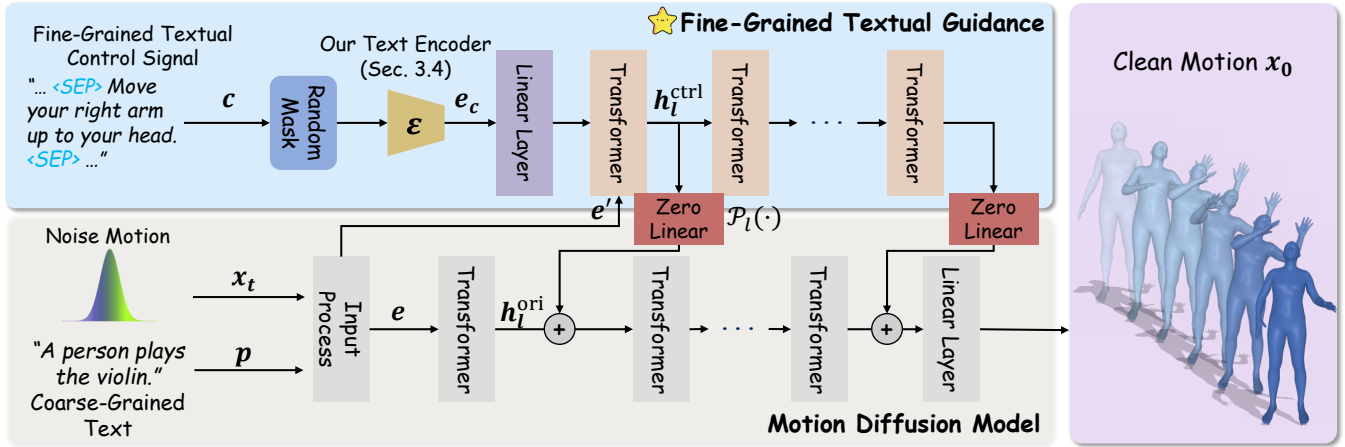 Fine-Grained Textual Guidance
Fine-Grained Textual
Control Signal
“... <SEP> Move
your right arm
up to your head.
<SEP> ...”
c
Random
Mask
Our Text Encoder
(Sec. 3.4)
ε
e_c
Linear Layer
Transformer
h_l^ctrl
Transformer
· · ·
Transformer
e′
Zero
Linear
𝒫_l(·)
Zero
Linear
Noise Motion
x_t
“A person plays
the violin.”
Coarse-Grained
Text
p
Input
Process
e
Transformer
h_l^ori
+
Transformer
· · ·
Transformer
+
Linear Layer
Motion Diffusion Model
Clean Motion x_0